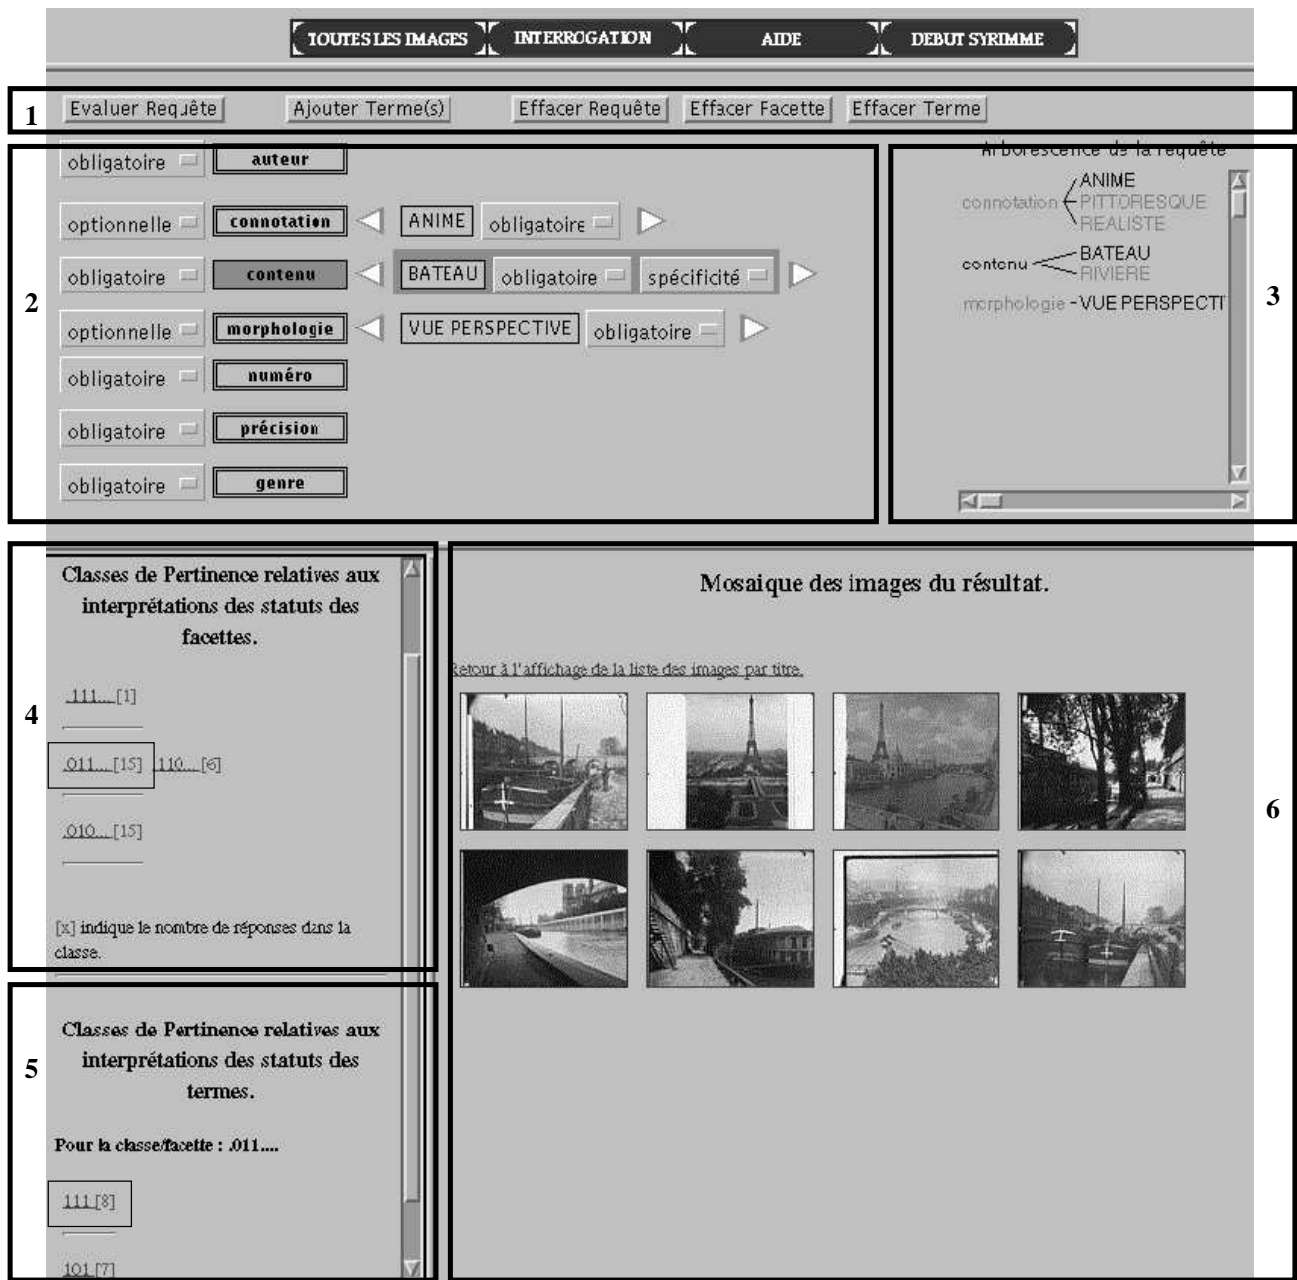 TOUTES LES IMAGES INTERROGATION AIDE DEBUT SYRIMME
1 Evaluer Requête Ajouter Terme(s) Effacer Requête Effacer Facette Effacer Terme
2
obligatoire auteur
optionnelle connotation ANIME obligatoire
obligatoire contenu BATEAU obligatoire spécificité
optionnelle morphologie VUE PERSPECTIVE obligatoire
obligatoire numéro
obligatoire précision
obligatoire genre
3
Arborescence de la requête
ANIME
connotation PITTORESQUE
REALISTE
BATEAU
contenu
RIVIERE
morphologie - VUE PERSPECTI
4
Classes de Pertinence relatives aux
interprétations des statuts des
facettes.
.111....[1]
.011....[15] .110....[6]
.010....[15]
[x] indique le nombre de réponses dans la
classe.
5
Classes de Pertinence relatives aux
interprétations des statuts des
termes.
Pour la classe/facette : .011....
111 [8]
101 [7]
6
Mosaique des images du résultat.
Retour à l'affichage de la liste des images par titre.